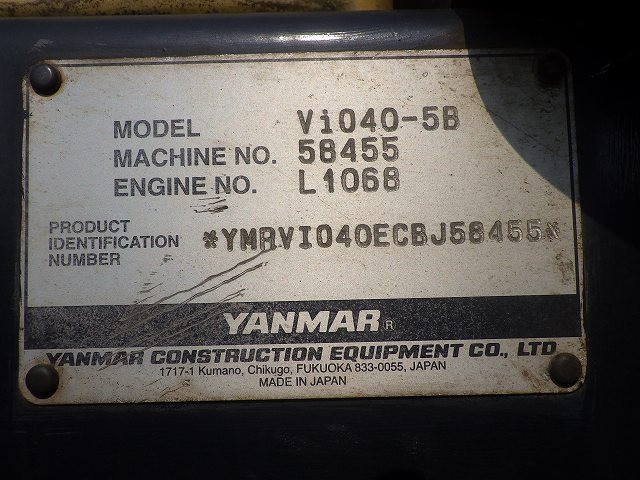 MODEL Vi040-5B
MACHINE NO. 58455
ENGINE NO. L1068
PRODUCT IDENTIFICATION NUMBER *YMRVI040ECBJ58455*
YANMAR®
YANMAR CONSTRUCTION EQUIPMENT CO., LTD
1717-1 Kumano, Chikugo, FUKUOKA 833-0055, JAPAN
MADE IN JAPAN